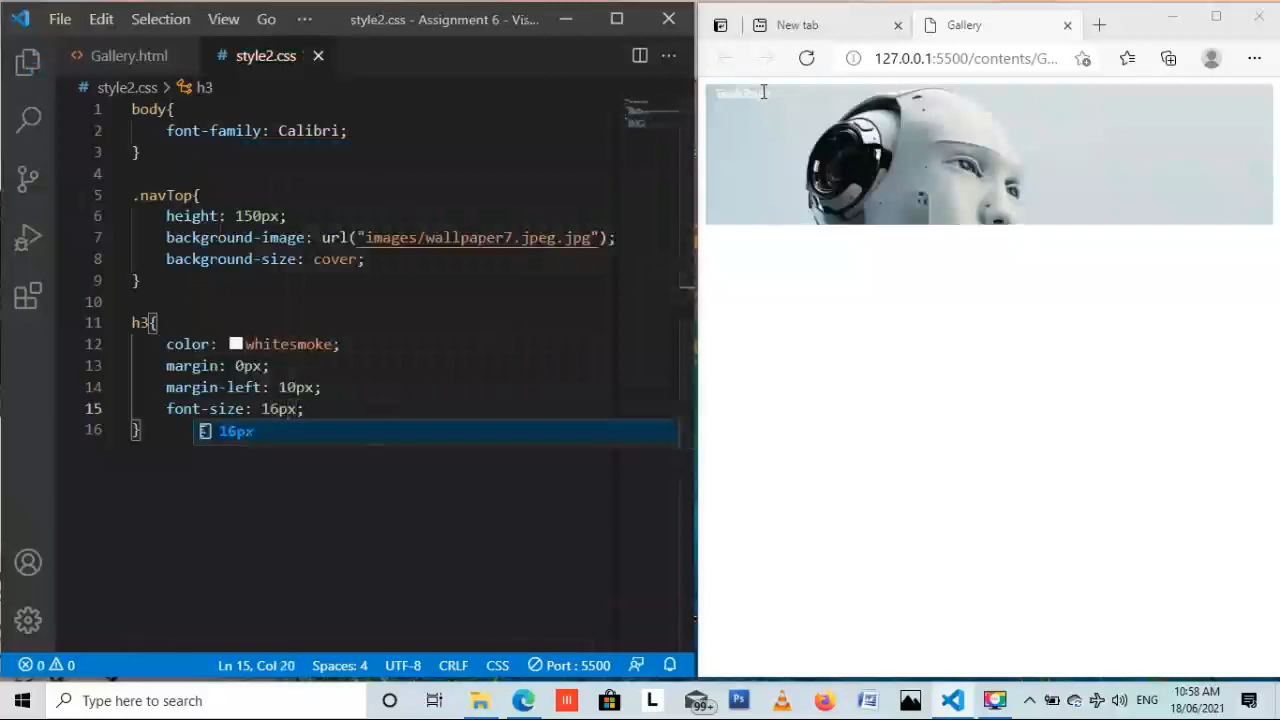 File Edit Selection View Go ··· style2.css - Assignment 6 - Vis...
Gallery.html # style2.css
# style2.css > h3
1 body{
2 font-family: Calibri;
3 }
4
5 .navTop{
6 height: 150px;
7 background-image: url("images/wallpaper7.jpeg.jpg");
8 background-size: cover;
9 }
10
11 h3{
12 color: whitesmoke;
13 margin: 0px;
14 margin-left: 10px;
15 font-size: 16px;
16 }
16px
0 0 Ln 15, Col 20 Spaces: 4 UTF-8 CRLF CSS Port : 5500
New tab Gallery
127.0.0.1:5500/contents/G...
Type here to search
L 99+ Ps ENG 10:58 AM
18/06/2021